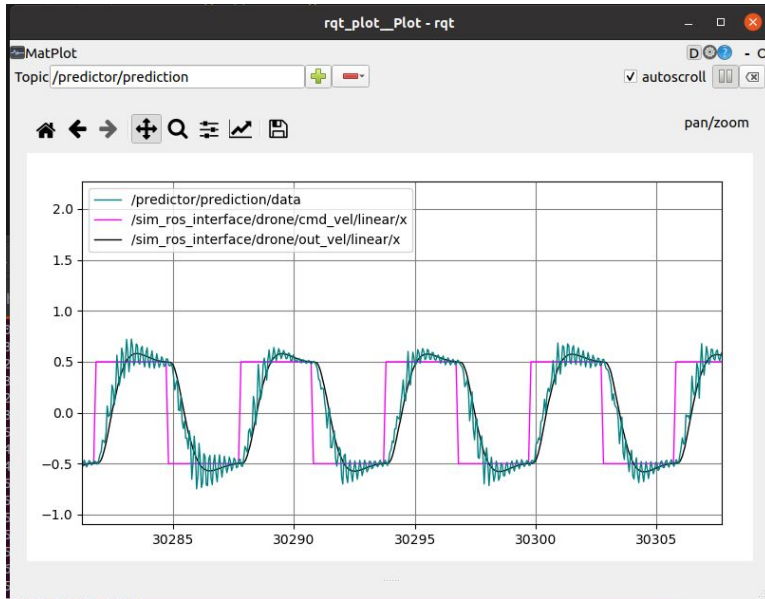 rqt_plot__Plot - rqt
MatPlot
D - O
Topic /predictor/prediction
autoscroll
pan/zoom
/predictor/prediction/data
/sim_ros_interface/drone/cmd_vel/linear/x
/sim_ros_interface/drone/out_vel/linear/x
2.0
1.5
1.0
0.5
0.0
−0.5
−1.0
30285 30290 30295 30300 30305